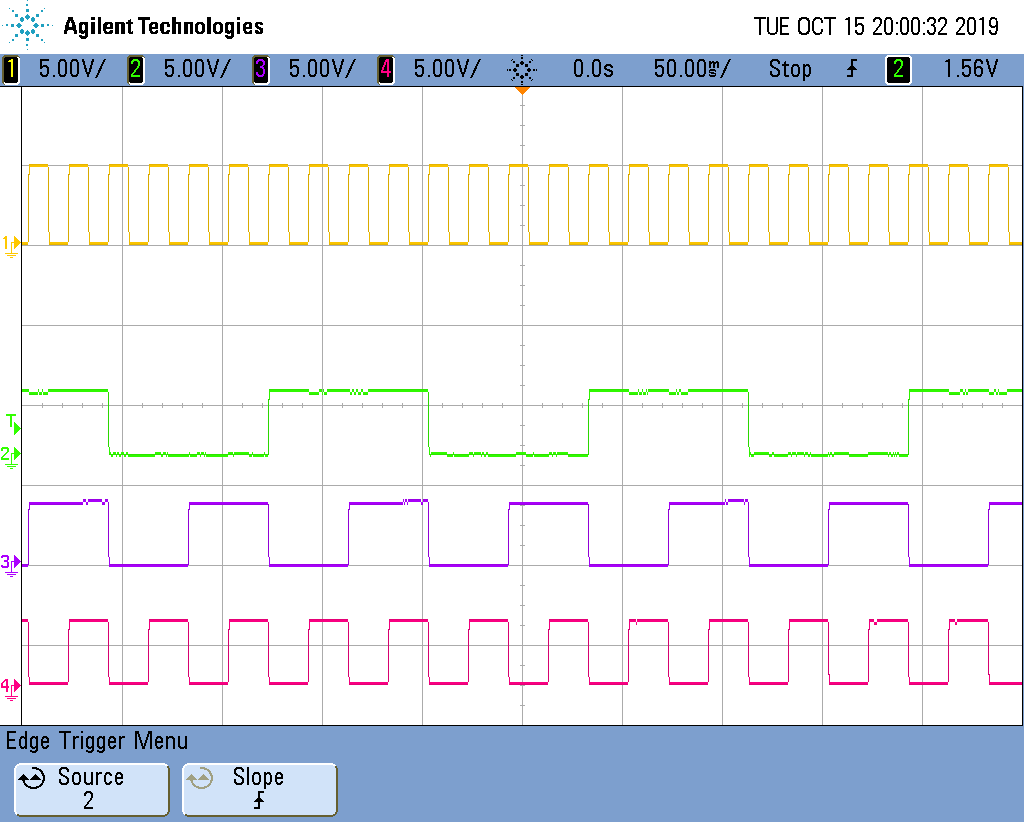 Agilent Technologies TUE OCT 15 20:00:32 2019
1 5.00V/ 2 5.00V/ 3 5.00V/ 4 5.00V/ 0.0s 50.00ms/ Stop 2 1.56V
1
T
2
3
4
Edge Trigger Menu
Source Slope
2